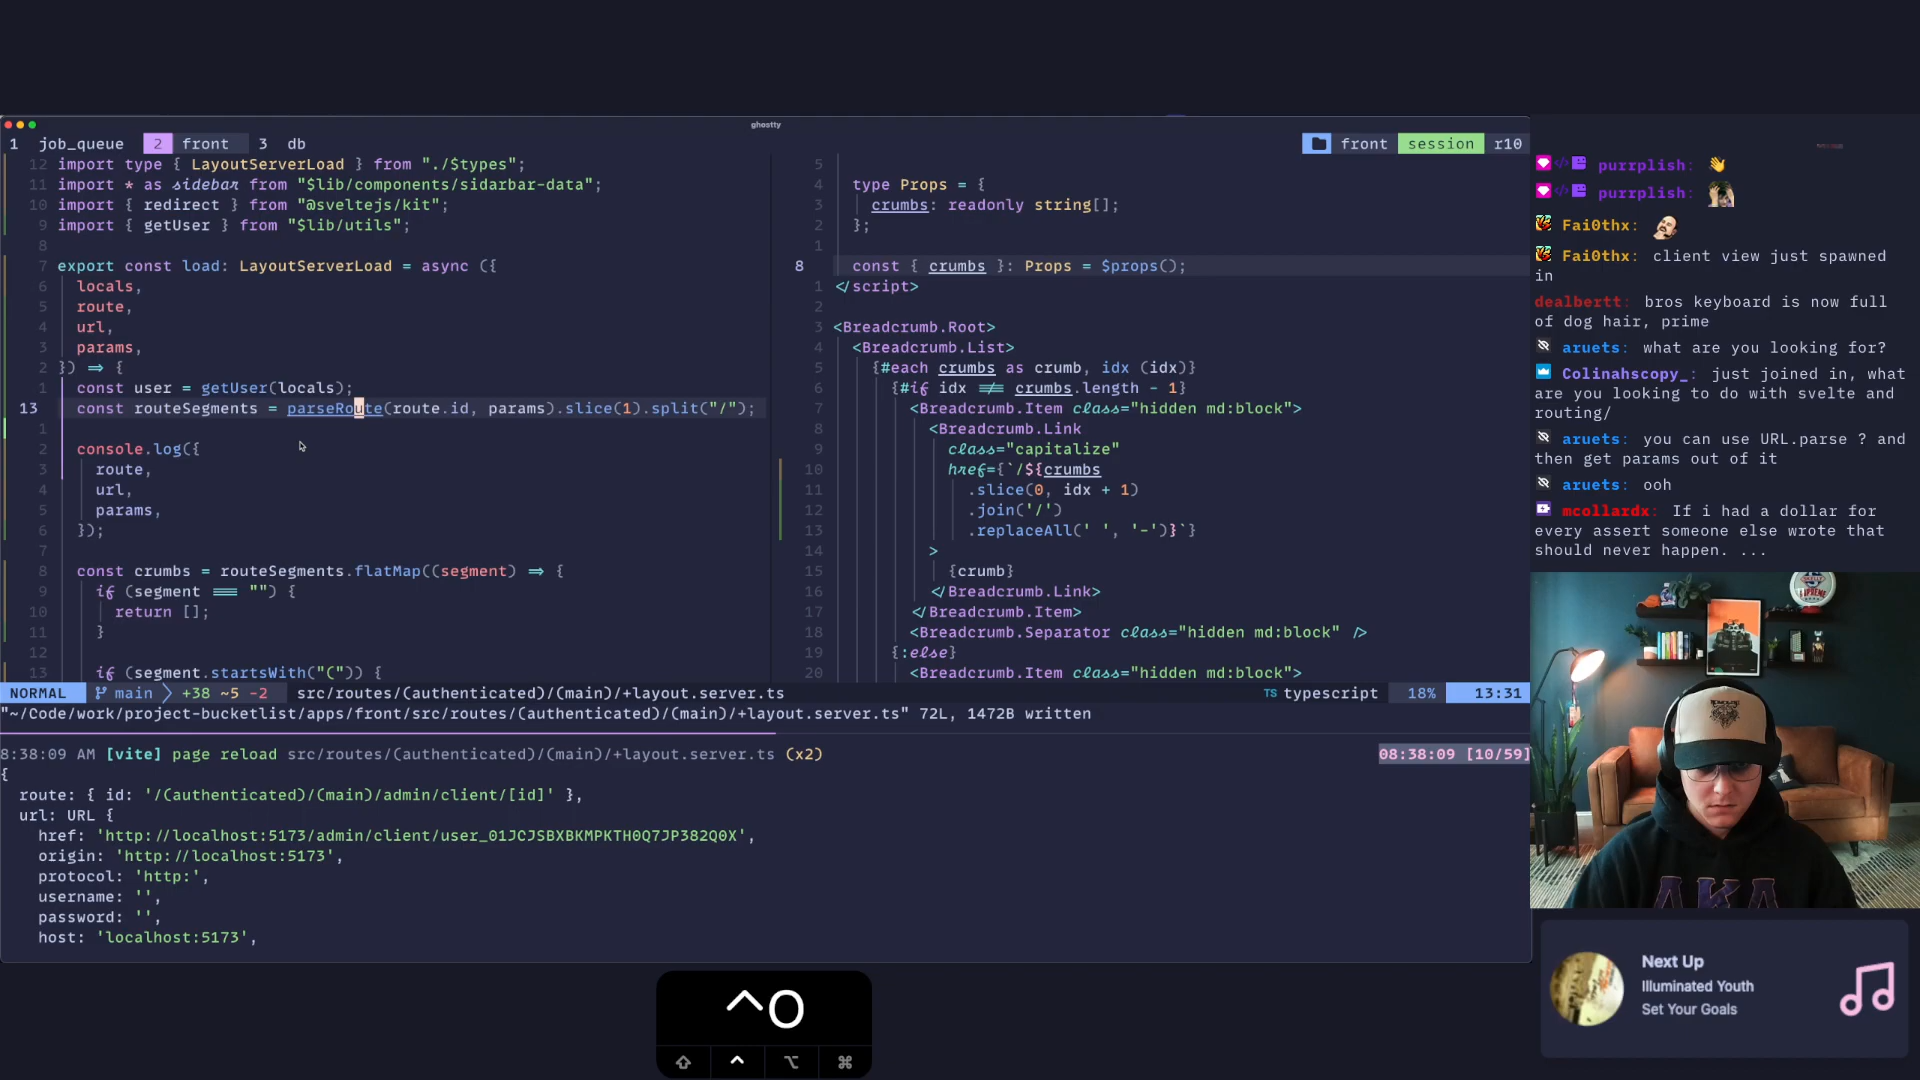 ghostty
1 job_queue 2 front 3 db
front session r10
12 import type { LayoutServerLoad } from "./$types";
11 import * as sidebar from "$lib/components/sidarbar-data";
10 import { redirect } from "@sveltejs/kit";
9 import { getUser } from "$lib/utils";
8
7 export const load: LayoutServerLoad = async ({
6 locals,
5 route,
4 url,
3 params,
2 }) => {
1 const user = getUser(locals);
13 const routeSegments = parseRoute(route.id, params).slice(1).split("/");
1
2 console.log({
3 route,
4 url,
5 params,
6 });
7
8 const crumbs = routeSegments.flatMap((segment) => {
9 if (segment === "") {
10 return [];
11 }
12
13 if (segment.startsWith("(")) {
5
4 type Props = {
3 crumbs: readonly string[];
2 };
1
8 const { crumbs }: Props = $props();
1 </script>
2
3 <Breadcrumb.Root>
4 <Breadcrumb.List>
5 {#each crumbs as crumb, idx (idx)}
6 {#if idx !== crumbs.length - 1}
7 <Breadcrumb.Item class="hidden md:block">
8 <Breadcrumb.Link
9 class="capitalize"
10 href={`/${crumbs
11 .slice(0, idx + 1)
12 .join('/')
13 .replaceAll(' ', '-')}`}
14 >
15 {crumb}
16 </Breadcrumb.Link>
17 </Breadcrumb.Item>
18 <Breadcrumb.Separator class="hidden md:block" />
19 {:else}
20 <Breadcrumb.Item class="hidden md:block">
NORMAL main +38 ~5 -2 src/routes/(authenticated)/(main)/+layout.server.ts TS typescript 18% 13:31
"~/Code/work/project-bucketlist/apps/front/src/routes/(authenticated)/(main)/+layout.server.ts" 72L, 1472B written
8:38:09 AM [vite] page reload src/routes/(authenticated)/(main)/+layout.server.ts (x2) 08:38:09 [10/59]
{
route: { id: '/(authenticated)/(main)/admin/client/[id]' },
url: URL {
href: 'http://localhost:5173/admin/client/user_01JCJSBXBKMPKTH0Q7JP382Q0X',
origin: 'http://localhost:5173',
protocol: 'http:',
username: '',
password: '',
host: 'localhost:5173',
^O
purrplish:
purrplish:
Fai0thx:
Fai0thx: client view just spawned
in
dealbertt: bros keyboard is now full
of dog hair, prime
aruets: what are you looking for?
Colinahscopy_: just joined in, what
are you looking to do with svelte and
routing/
aruets: you can use URL.parse ? and
then get params out of it
aruets: ooh
mcollardx: If i had a dollar for
every assert someone else wrote that
should never happen. ...
Next Up
Illuminated Youth
Set Your Goals